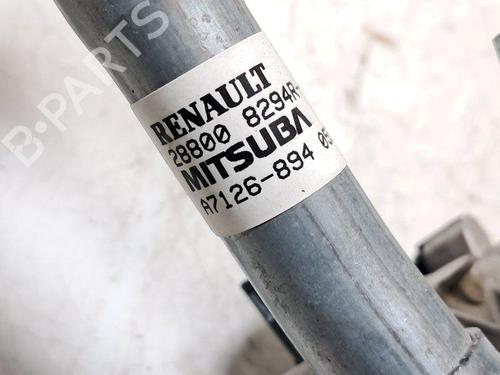 B-PARTS
RENAULT
28800 8294R-
MITSUBA
A7126-894